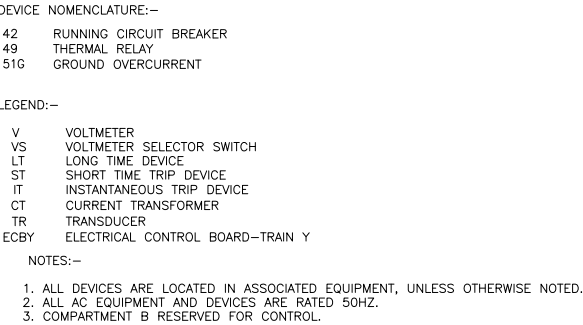 DEVICE NOMENCLATURE:–
42 RUNNING CIRCUIT BREAKER
49 THERMAL RELAY
51G GROUND OVERCURRENT
LEGEND:–
V VOLTMETER
VS VOLTMETER SELECTOR SWITCH
LT LONG TIME DEVICE
ST SHORT TIME TRIP DEVICE
IT INSTANTANEOUS TRIP DEVICE
CT CURRENT TRANSFORMER
TR TRANSDUCER
ECBY ELECTRICAL CONTROL BOARD–TRAIN Y
NOTES:–
1. ALL DEVICES ARE LOCATED IN ASSOCIATED EQUIPMENT, UNLESS OTHERWISE NOTED.
2. ALL AC EQUIPMENT AND DEVICES ARE RATED 50HZ.
3. COMPARTMENT B RESERVED FOR CONTROL.